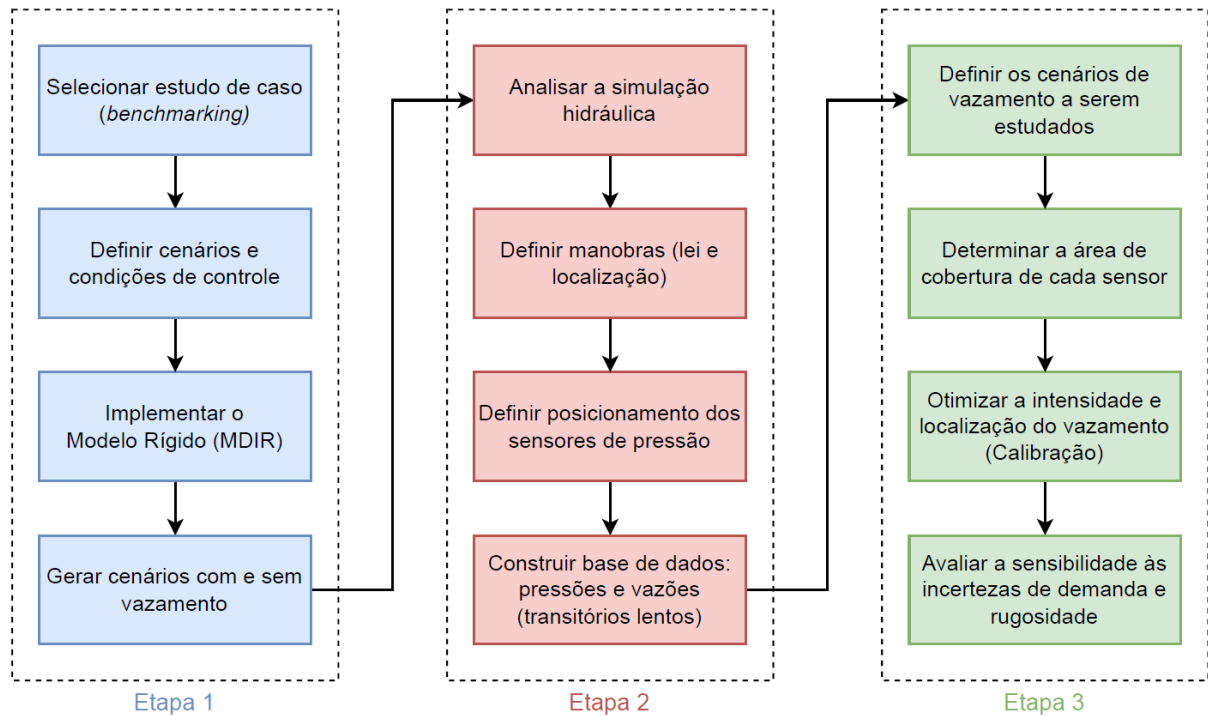 Selecionar estudo de caso
(benchmarking)
Definir cenários e
condições de controle
Implementar o
Modelo Rígido (MDIR)
Gerar cenários com e sem
vazamento
Etapa 1
Analisar a simulação
hidráulica
Definir manobras (lei e
localização)
Definir posicionamento dos
sensores de pressão
Construir base de dados:
pressões e vazões
(transitórios lentos)
Etapa 2
Definir os cenários de
vazamento a serem
estudados
Determinar a área de
cobertura de cada sensor
Otimizar a intensidade e
localização do vazamento
(Calibração)
Avaliar a sensibilidade às
incertezas de demanda e
rugosidade
Etapa 3